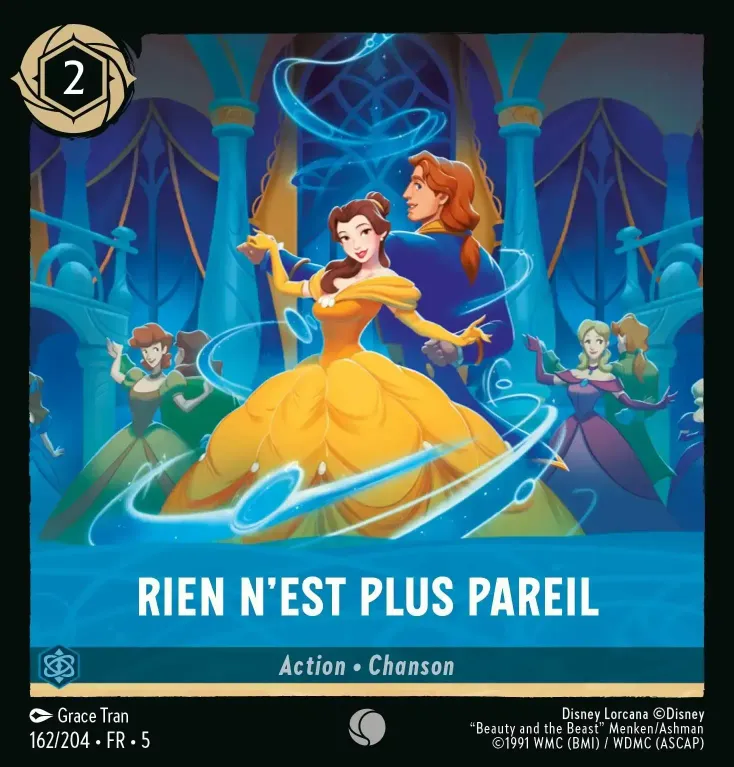 2
RIEN N'EST PLUS PAREIL
Action • Chanson
Grace Tran
162/204 • FR • 5
Disney Lorcana ©Disney
“Beauty and the Beast” Menken/Ashman
©1991 WMC (BMI) / WDMC (ASCAP)